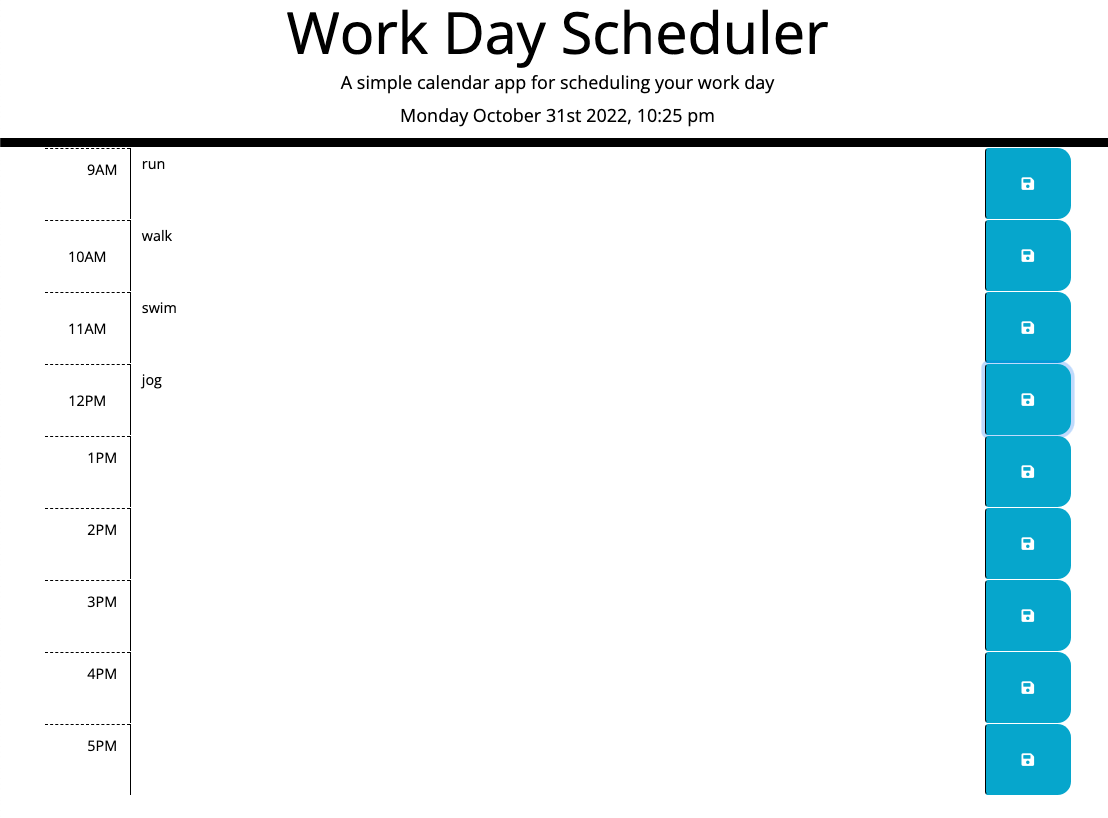 Work Day Scheduler
A simple calendar app for scheduling your work day
Monday October 31st 2022, 10:25 pm
9AM run
10AM walk
11AM swim
12PM jog
1PM
2PM
3PM
4PM
5PM